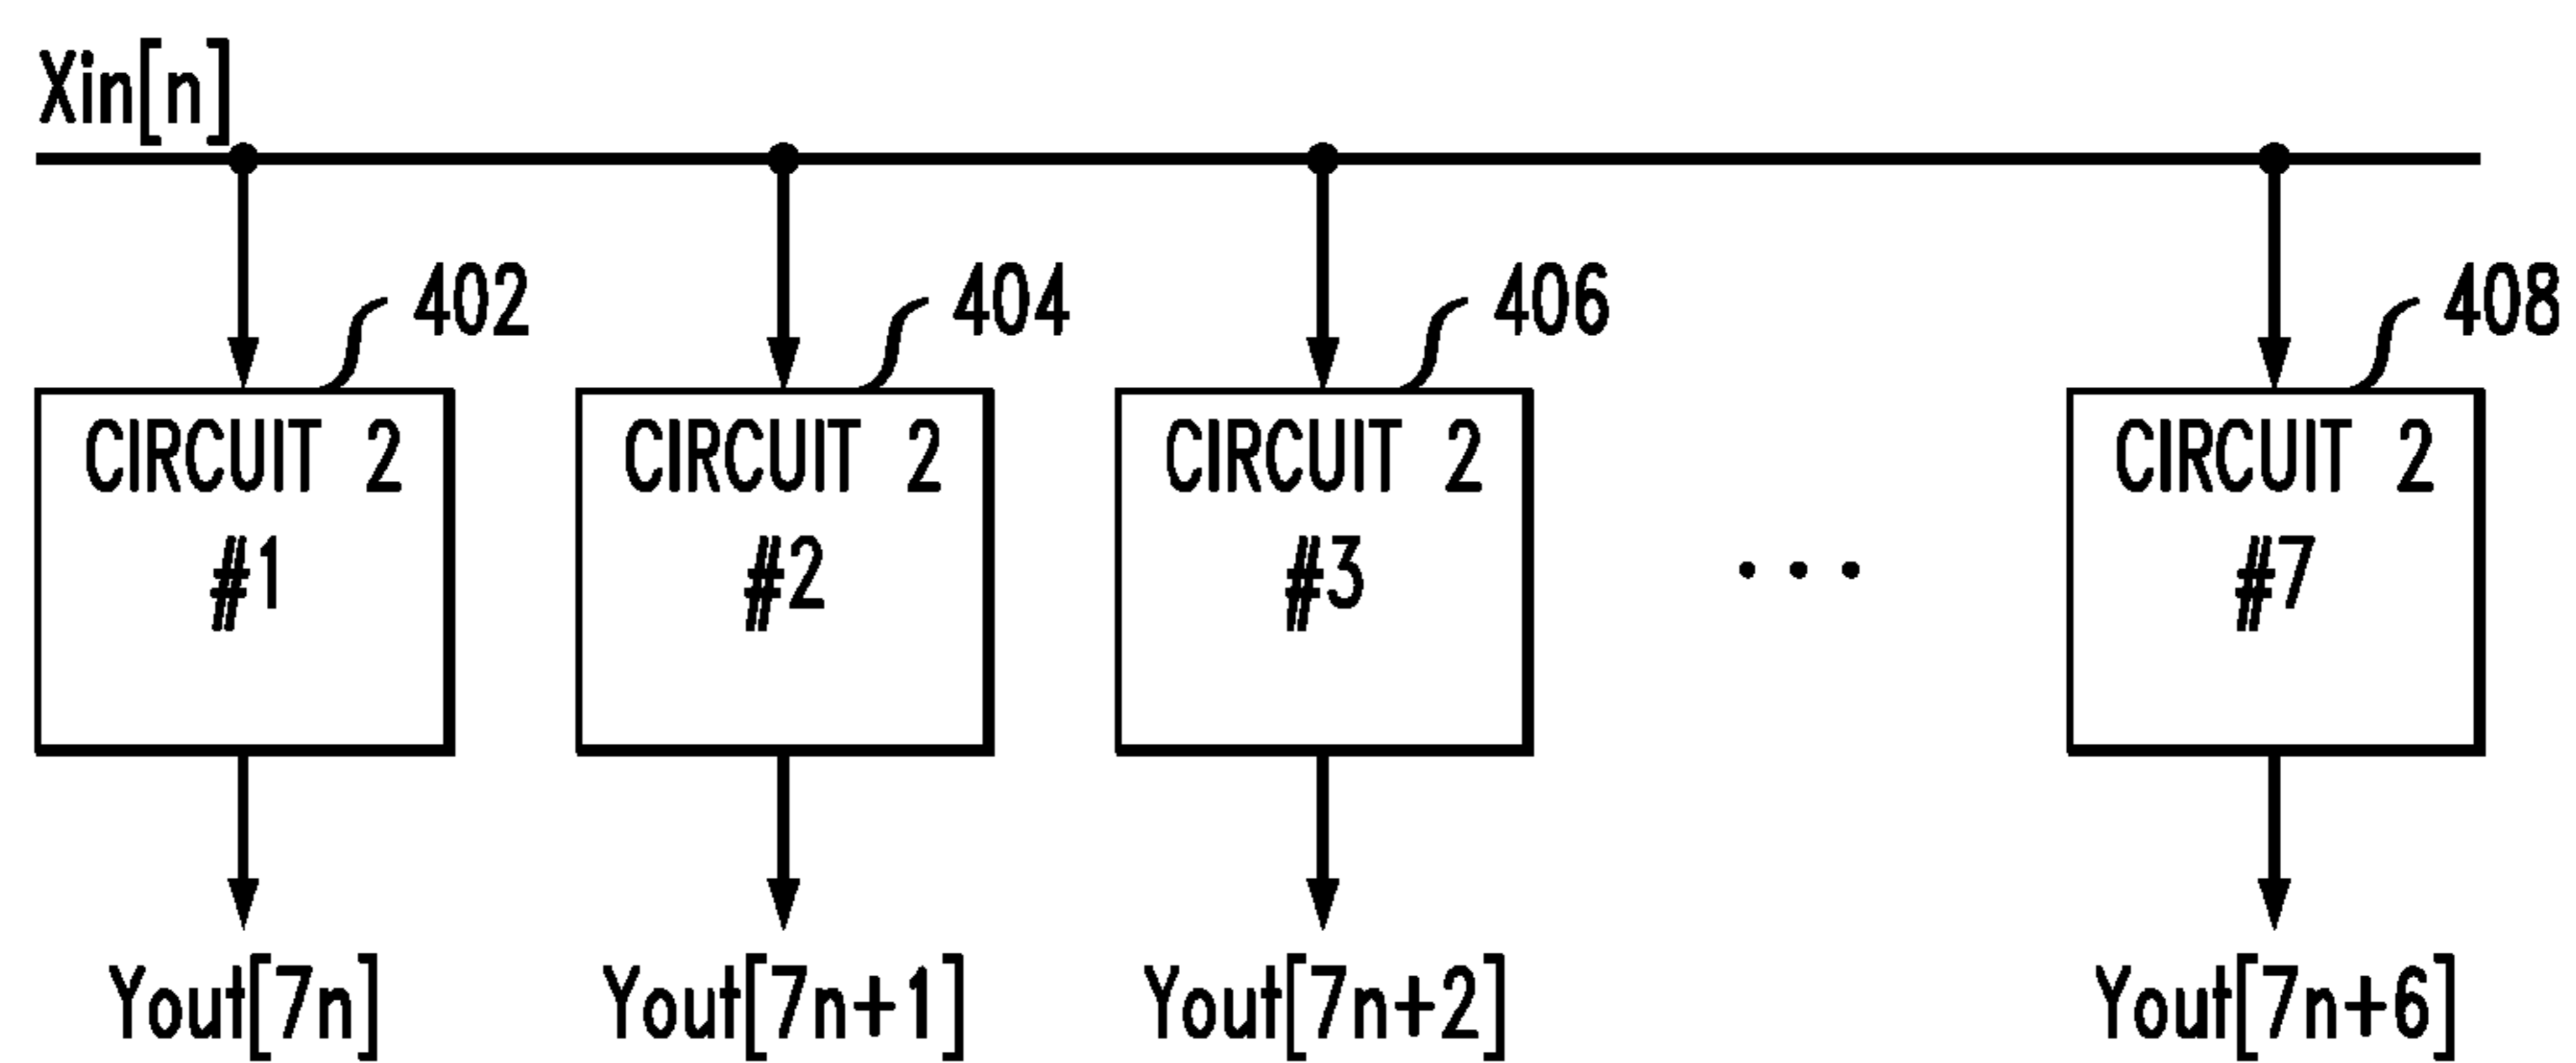 Xin[n]
402
404
406
408
CIRCUIT 2
#1
CIRCUIT 2
#2
CIRCUIT 2
#3
. . .
CIRCUIT 2
#7
Yout[7n]
Yout[7n+1]
Yout[7n+2]
Yout[7n+6]